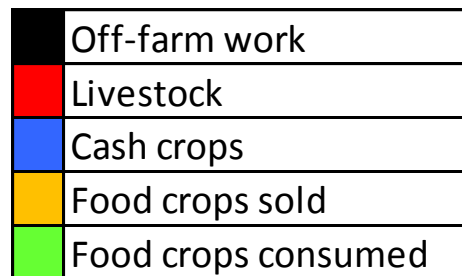 Off-farm work
Livestock
Cash crops
Food crops sold
Food crops consumed